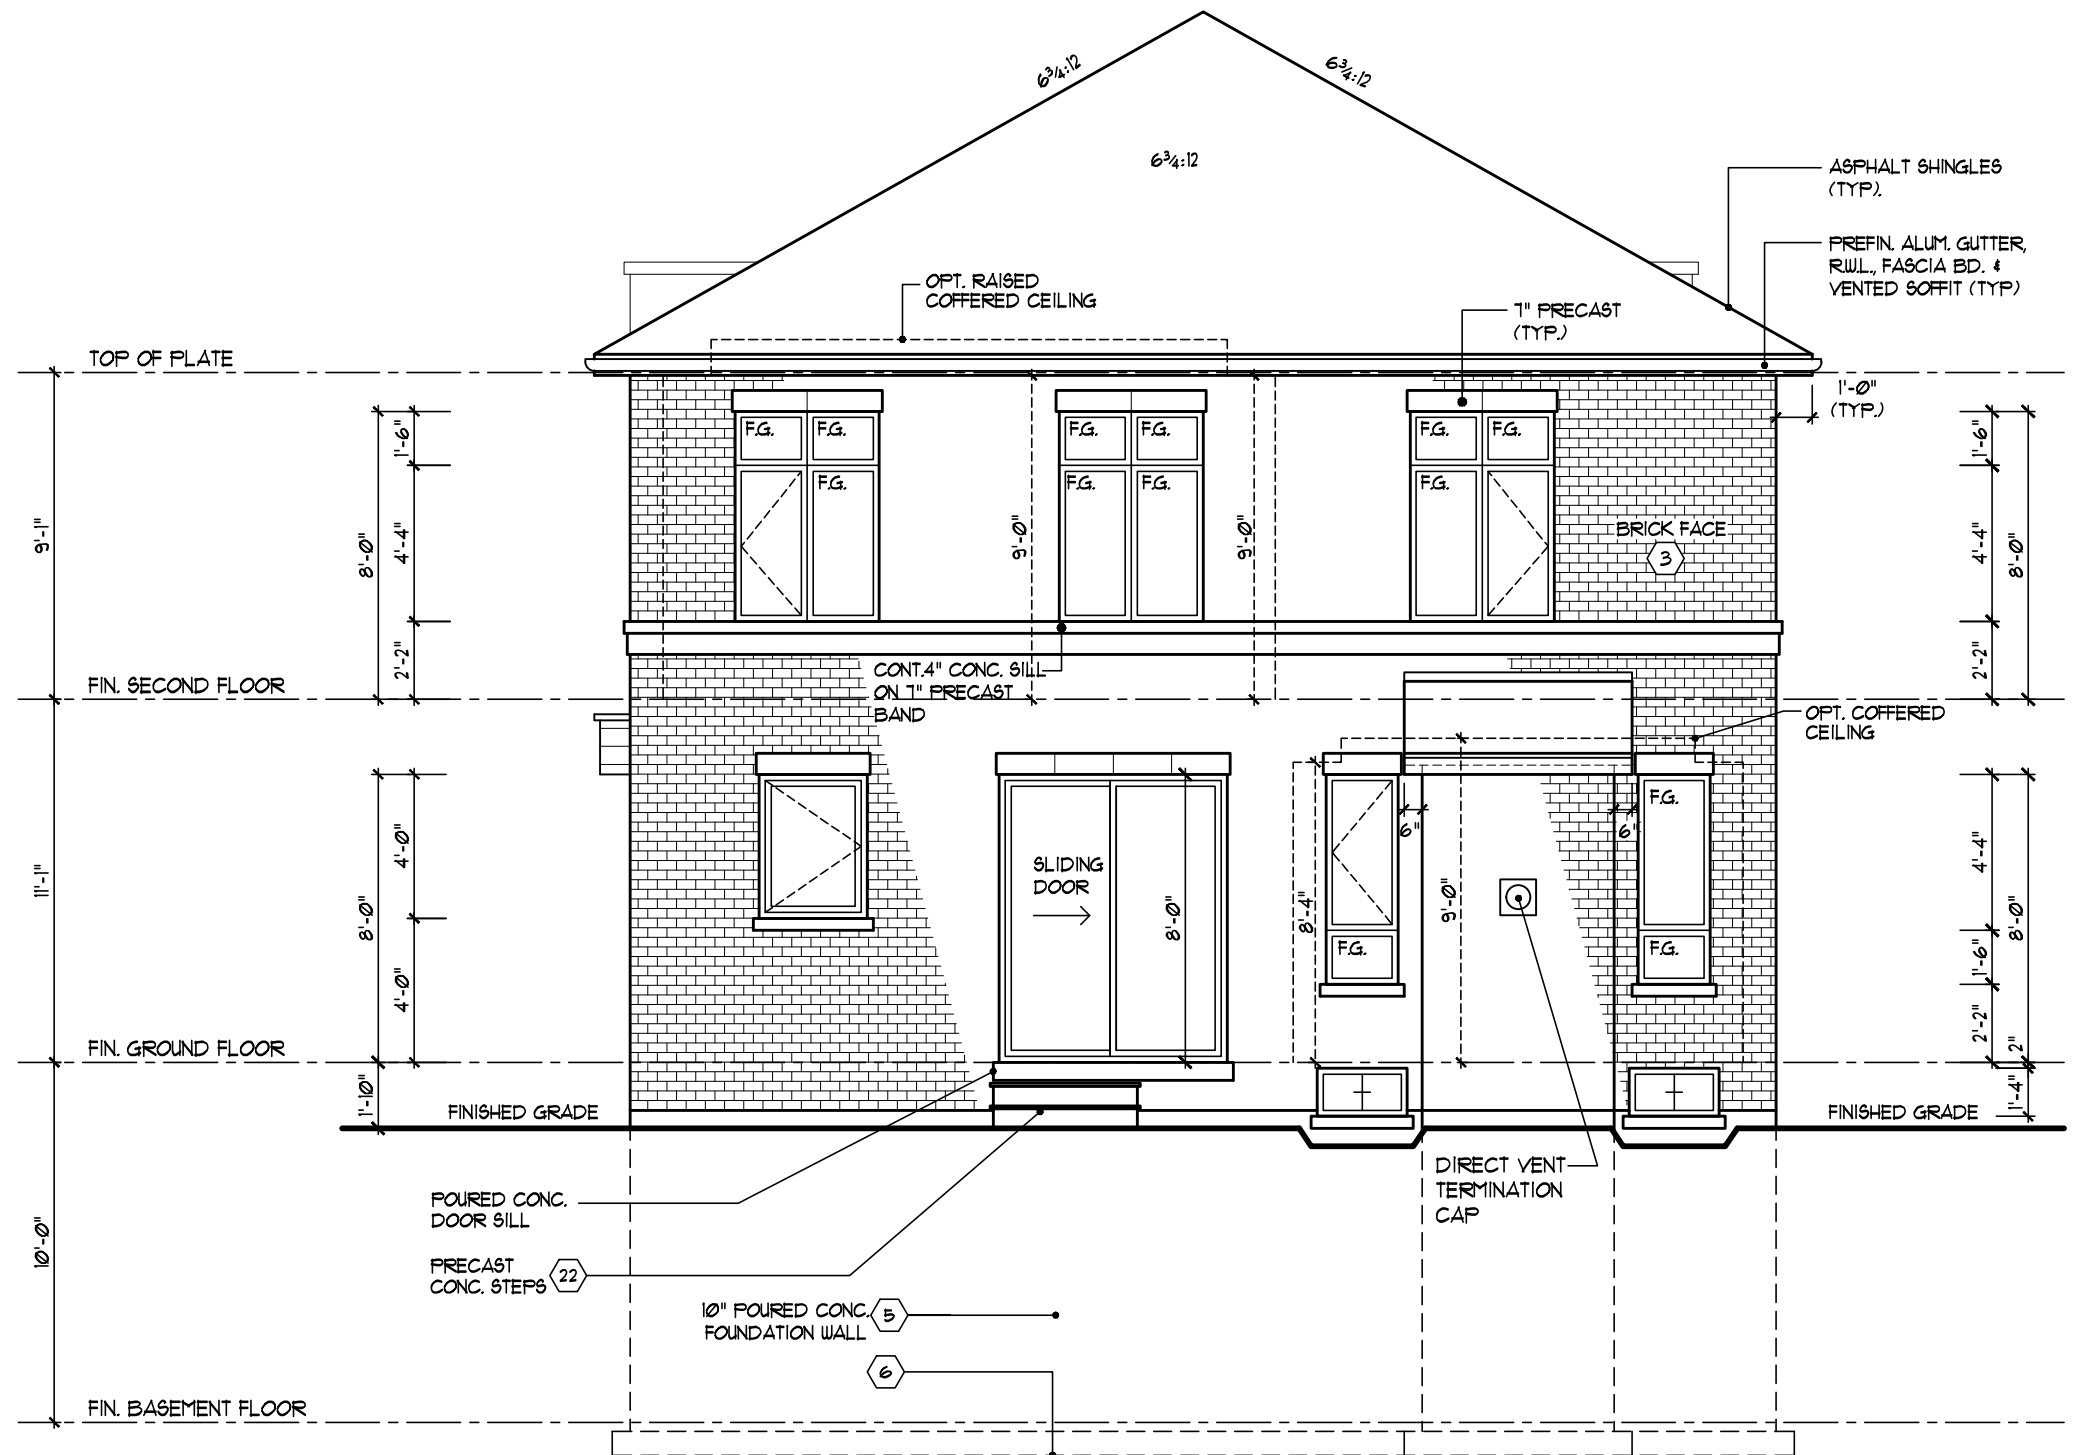 6¾:12
6¾:12
6¾:12
ASPHALT SHINGLES
(TYP).
PREFIN. ALUM. GUTTER,
R.W.L., FASCIA BD. &
VENTED SOFFIT (TYP)
OPT. RAISED
COFFERED CEILING
7" PRECAST
(TYP.)
TOP OF PLATE
1'-0"
(TYP.)
F.G. F.G.
F.G.
F.G. F.G.
F.G. F.G.
F.G. F.G.
F.G.
9'-1"
8'-0"
1'-6"
4'-4"
2'-2"
9'-0"
9'-0"
BRICK FACE
3
1'-6"
4'-4"
2'-2"
8'-0"
CONT.4" CONC. SILL
ON 7" PRECAST
BAND
FIN. SECOND FLOOR
OPT. COFFERED
CEILING
11'-1"
8'-0"
4'-0"
4'-0"
SLIDING
DOOR
8'-0"
8'-4"
6"
9'-0"
6"
F.G.
F.G.
F.G.
4'-4"
1'-6"
2'-2"
8'-0"
2"
1'-4"
FIN. GROUND FLOOR
1'-10"
FINISHED GRADE
FINISHED GRADE
DIRECT VENT
TERMINATION
CAP
POURED CONC.
DOOR SILL
PRECAST
CONC. STEPS 22
10'-0"
10" POURED CONC. 5
FOUNDATION WALL
6
FIN. BASEMENT FLOOR